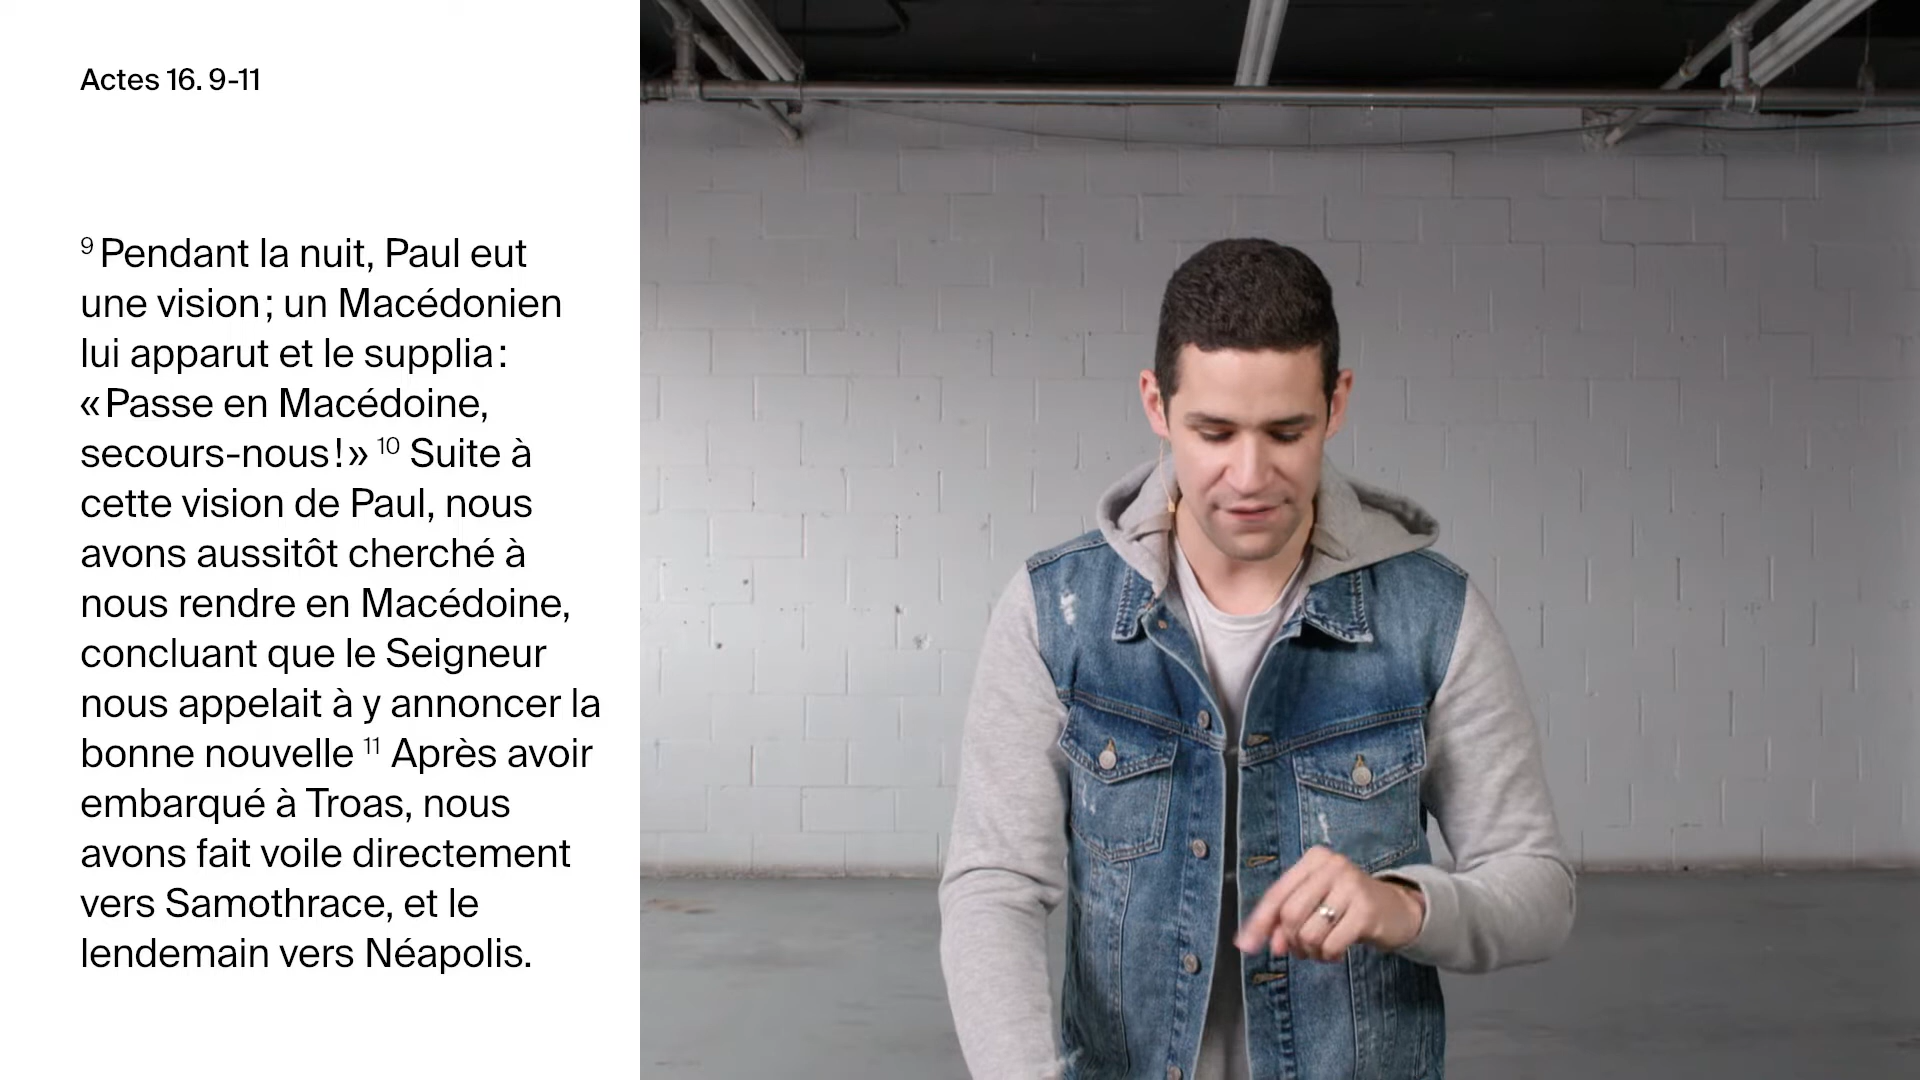 Actes 16. 9-11
9 Pendant la nuit, Paul eut
une vision ; un Macédonien
lui apparut et le supplia :
« Passe en Macédoine,
secours-nous ! » 10 Suite à
cette vision de Paul, nous
avons aussitôt cherché à
nous rendre en Macédoine,
concluant que le Seigneur
nous appelait à y annoncer la
bonne nouvelle 11 Après avoir
embarqué à Troas, nous
avons fait voile directement
vers Samothrace, et le
lendemain vers Néapolis.